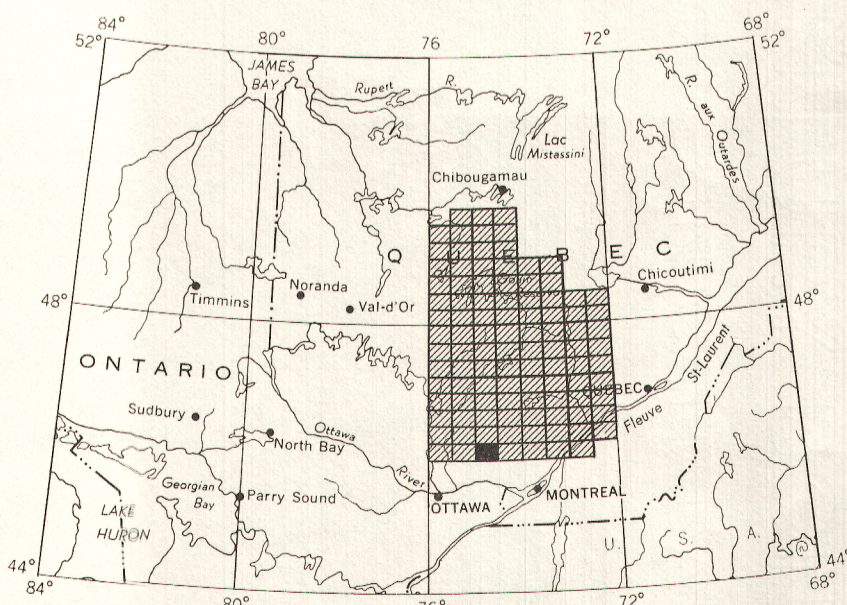 84°
52°
80°
76
72°
68°
52°
JAMES
BAY
Rupert R.
Lac
Mistassini
R. aux Outardes
Chibougamau
QUEBEC
Chicoutimi
Noranda
Timmins
Val-d'Or
48°
48°
ONTARIO
St-Laurent
QUÉBEC
Fleuve
Sudbury
North Bay
Ottawa
River
Georgian
Bay
Parry Sound
OTTAWA
MONTREAL
LAKE
HURON
U. S. A.
44°
84°
80°
76°
72°
44°
68°